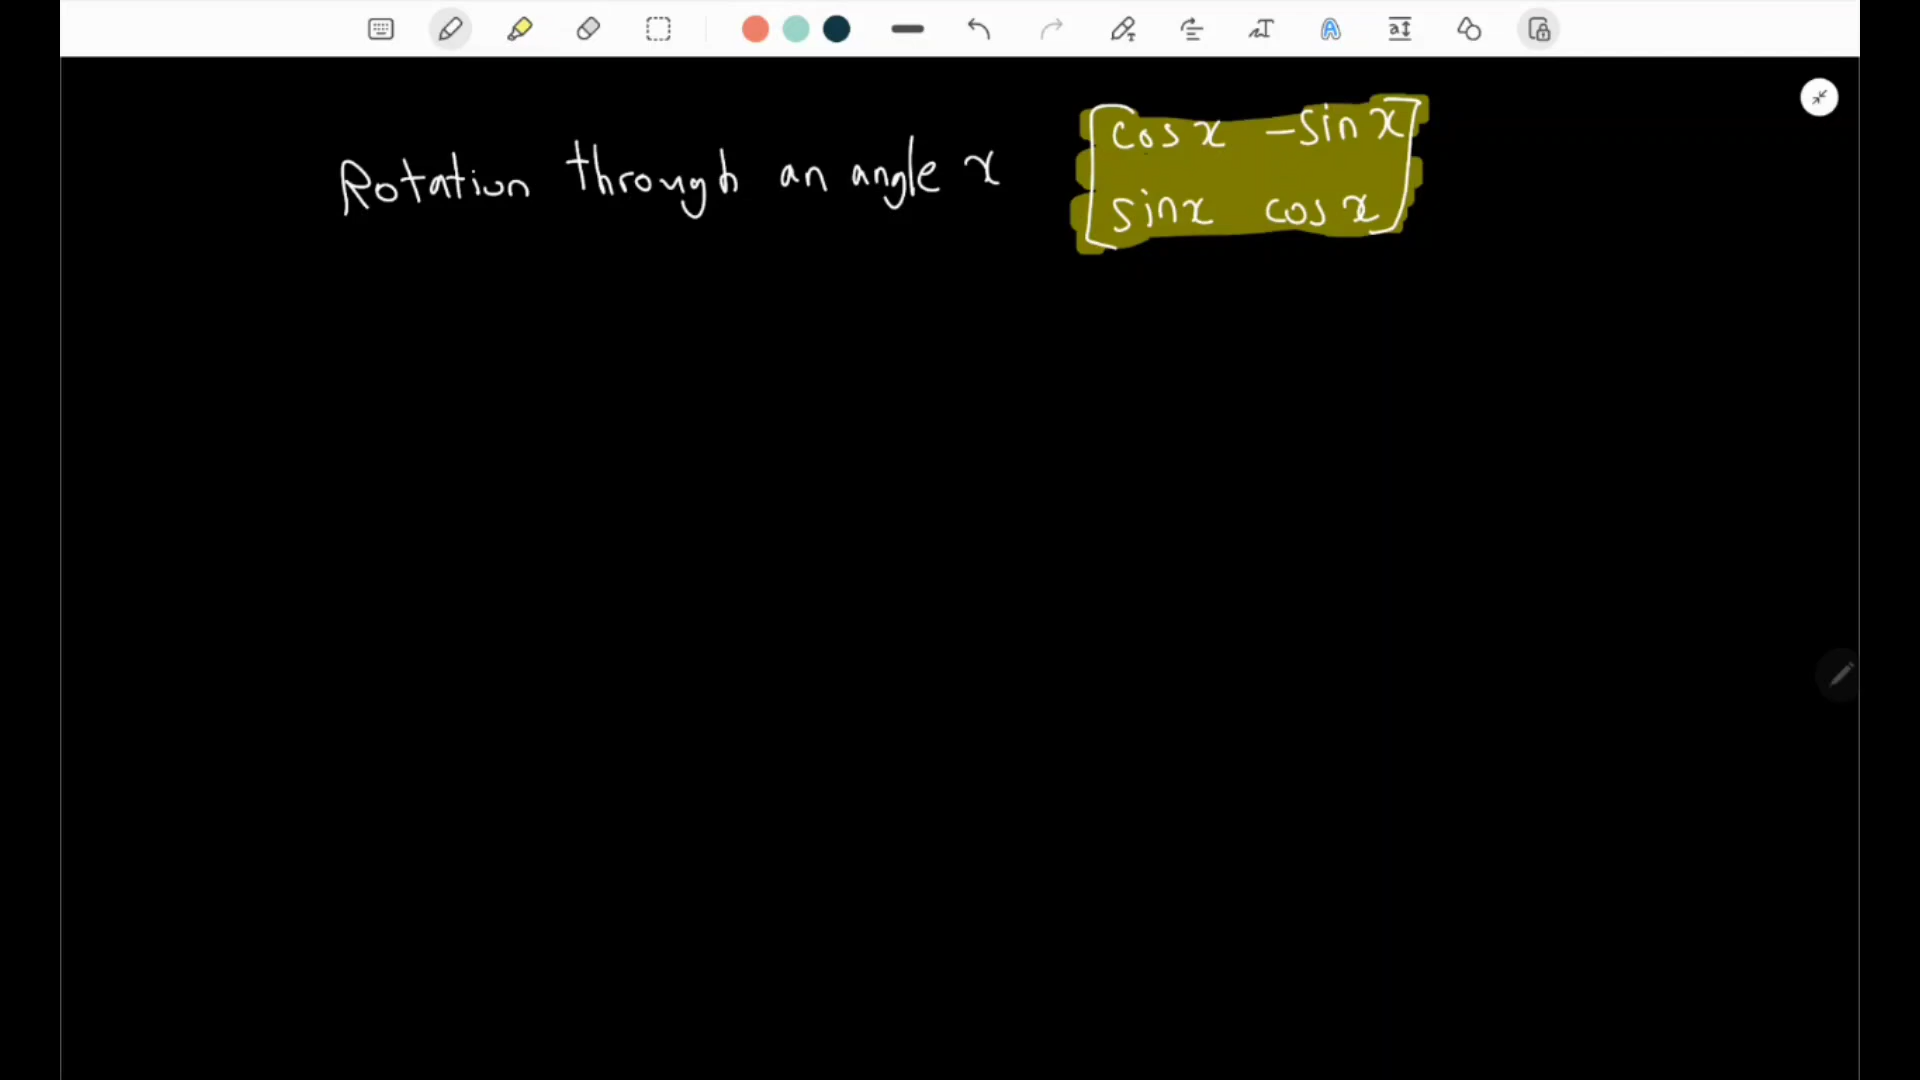 Rotation through an angle x
[cos x -sin x
sin x cos x]